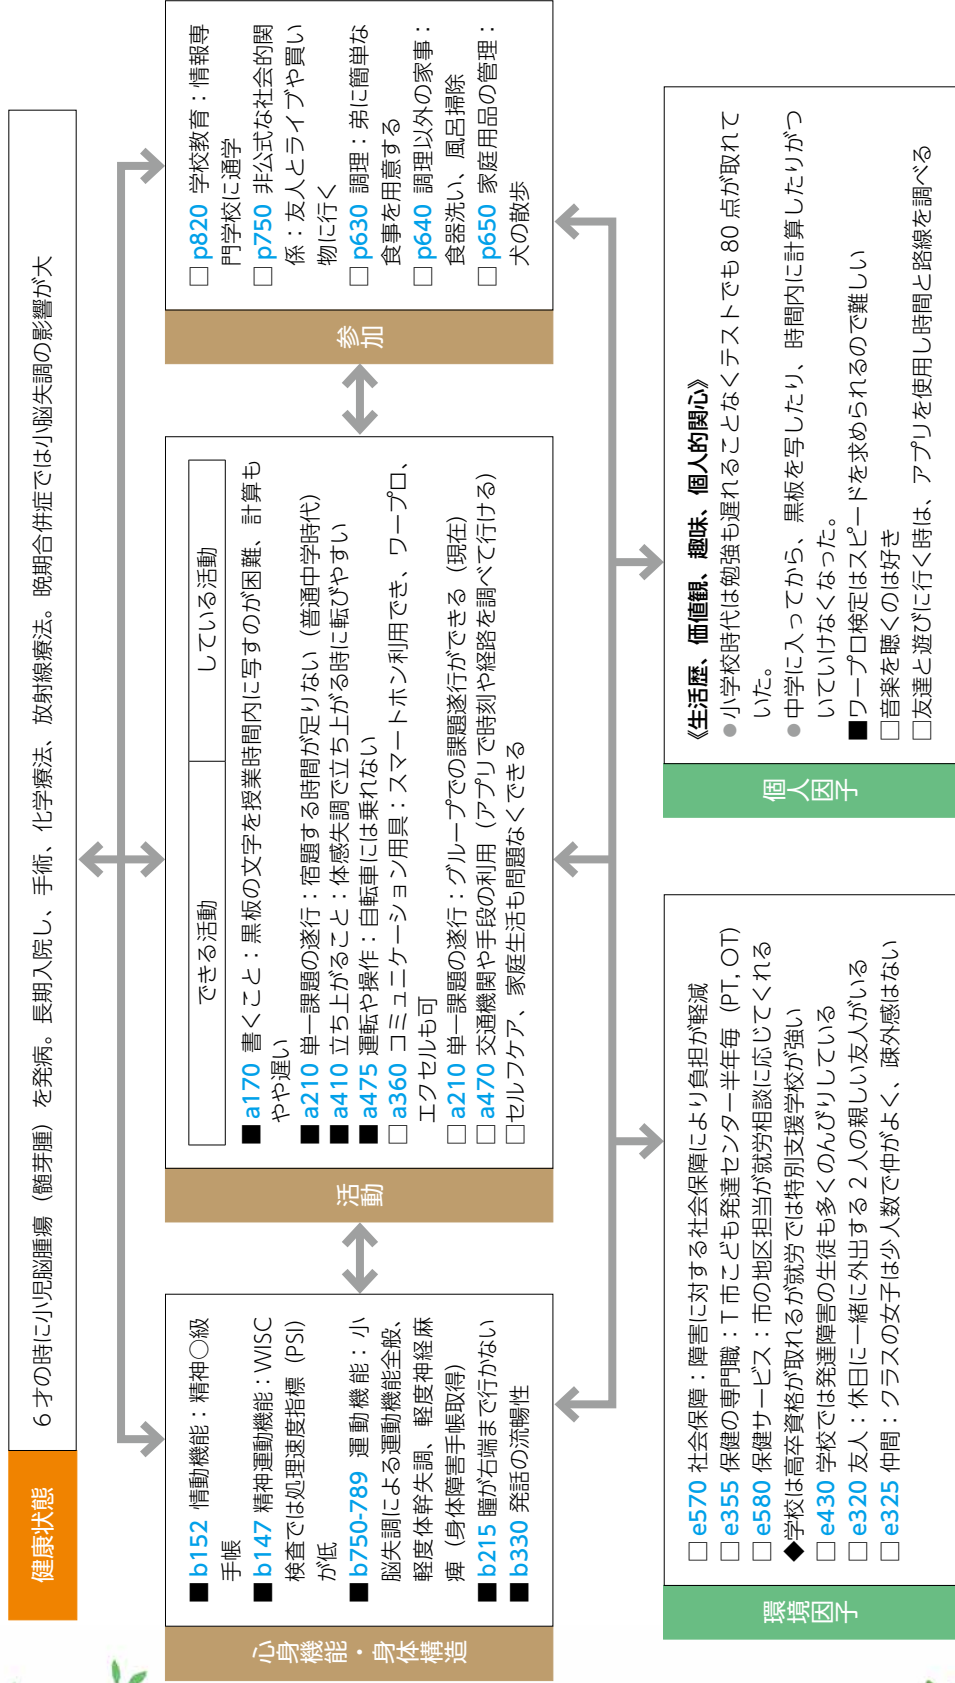 健康状態
6才の時に小児脳腫瘍(髄芽腫)を発病。長期入院し、手術、化学療法、放射線療法。晩期合併症では小脳失調の影響が大
心身機能・身体構造
■ b152 情動機能:精神○級
手帳
■ b147 精神運動機能:WISC
検査では処理速度指標(PSI)
が低
■ b750-789 運動機能:小
脳失調による運動機能全般、
軽度体幹失調、軽度神経麻
痺(身体障害手帳取得)
■ b215 瞳が右端まで行かない
■ b330 発話の流暢性
活動
できる活動
している活動
■ a170 書くこと:黒板の文字を授業時間内に写すのが困難、計算も
やや遅い
■ a210 単一課題の遂行:宿題する時間が足りない(普通中学時代)
■ a410 立ち上がること:体感失調で立ち上がる時に転びやすい
■ a475 運転や操作:自転車には乗れない
□ a360 コミュニケーション用具:スマートホン利用でき、ワープロ、
エクセルも可
□ a210 単一課題の遂行:グループでの課題遂行ができる(現在)
□ a470 交通機関や手段の利用(アプリで時刻や経路を調べて行ける)
□セルフケア、家庭生活も問題なくできる
参加
□ p820 学校教育:情報専
門学校に通学
□ p750 非公式な社会的関
係:友人とライブや買い
物に行く
□ p630 調理:弟に簡単な
食事を用意する
□ p640 調理以外の家事:
食器洗い、風呂掃除
□ p650 家庭用品の管理:
犬の散歩
環境因子
□ e570 社会保障:障害に対する社会保障により負担が軽減
□ e355 保健の専門職:T市こども発達センター半年毎(PT, OT)
□ e580 保健サービス:市の地区担当が就労相談に応じてくれる
◆学校は高卒資格が取れるが就労では特別支援学校が強い
□ e430 学校では発達障害の生徒も多くのんびりしている
□ e320 友人:休日に一緒に外出する2人の親しい友人がいる
□ e325 仲間:クラスの女子は少人数で仲がよく、疎外感はない
個人因子
《生活歴、価値観、趣味、個人的関心》
●小学校時代は勉強も遅れることなくテストでも80点が取れて
いた。
●中学に入ってから、黒板を写したり、時間内に計算したりがつ
いていけなくなった。
■ワープロ検定はスピードを求められるので難しい
□音楽を聴くのは好き
□友達と遊びに行く時は、アプリを使用し時間と路線を調べる